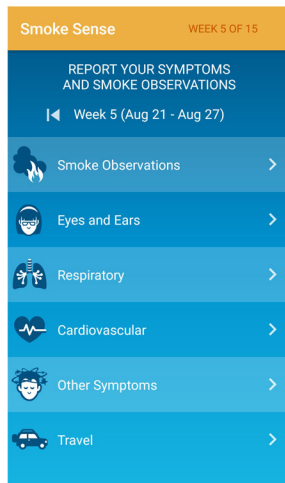 Smoke Sense WEEK 5 OF 15
REPORT YOUR SYMPTOMS
AND SMOKE OBSERVATIONS
Week 5 (Aug 21 - Aug 27)
Smoke Observations
Eyes and Ears
Respiratory
Cardiovascular
Other Symptoms
Travel